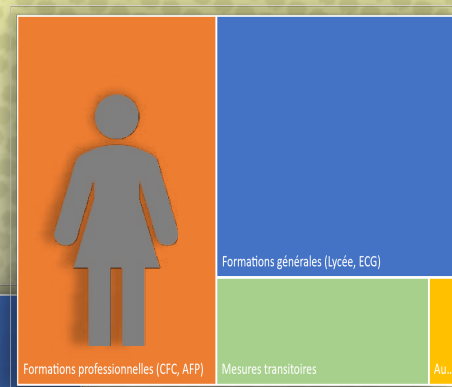 Formations générales (Lycée, ECG)
Formations professionnelles (CFC, AFP)
Mesures transitoires
Au...